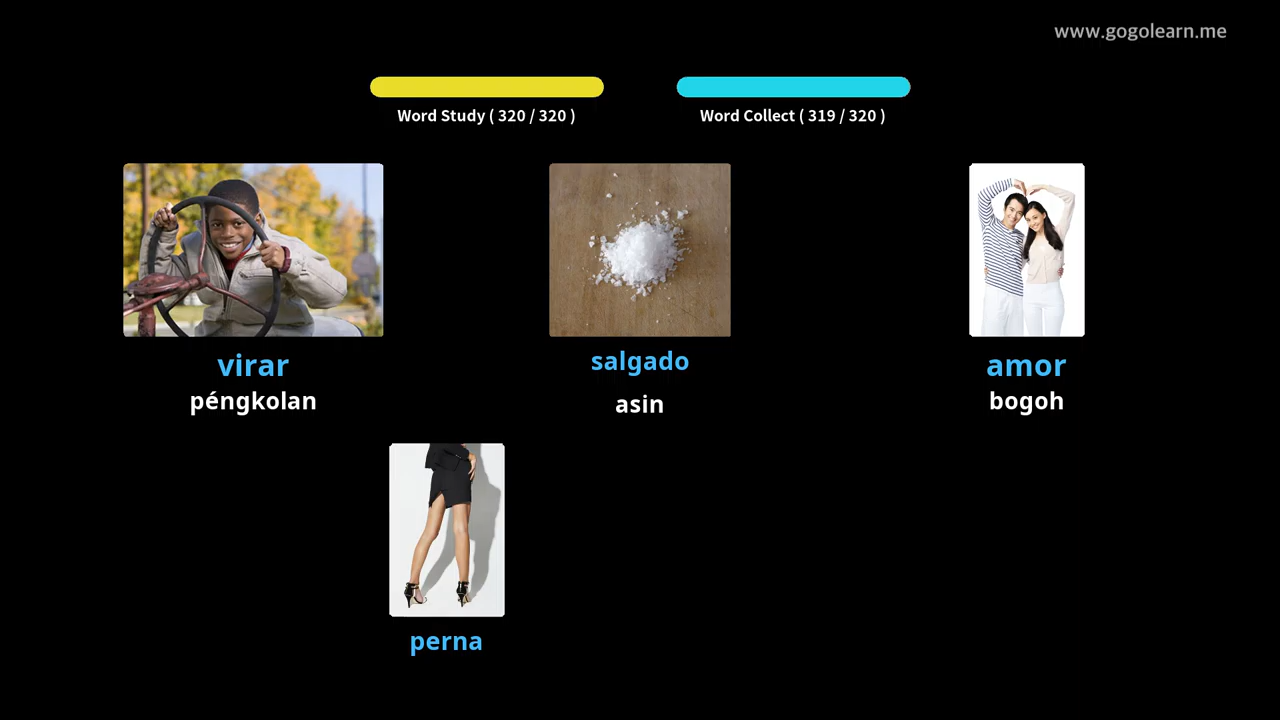 www.gogolearn.me
Word Study ( 320 / 320 )
Word Collect ( 319 / 320 )
virar
péngkolan
salgado
asin
amor
bogoh
perna